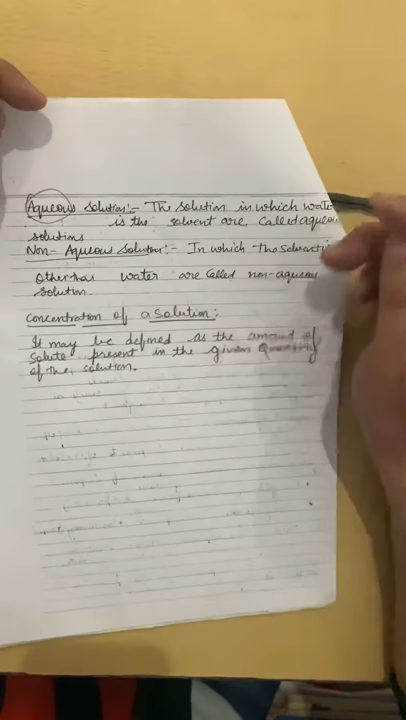 Aqueous solution:- The solution in which wate
is the solvent are called aqueou
solutions
Non-Aqueous solution:- In which the solvent i
other than water are called non-aqueous
solution
Concentration of a solution:
It may be defined as the amount of
solute present in the given Quantity
of the solution.